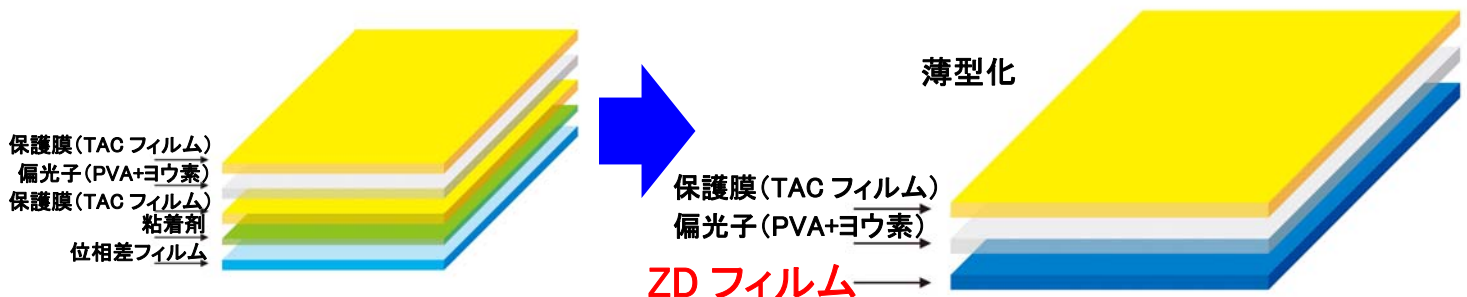 保護膜(TAC フィルム)
偏光子(PVA+ヨウ素)
保護膜(TAC フィルム)
粘着剤
位相差フィルム
薄型化
保護膜(TAC フィルム)
偏光子(PVA+ヨウ素)
ZD フィルム